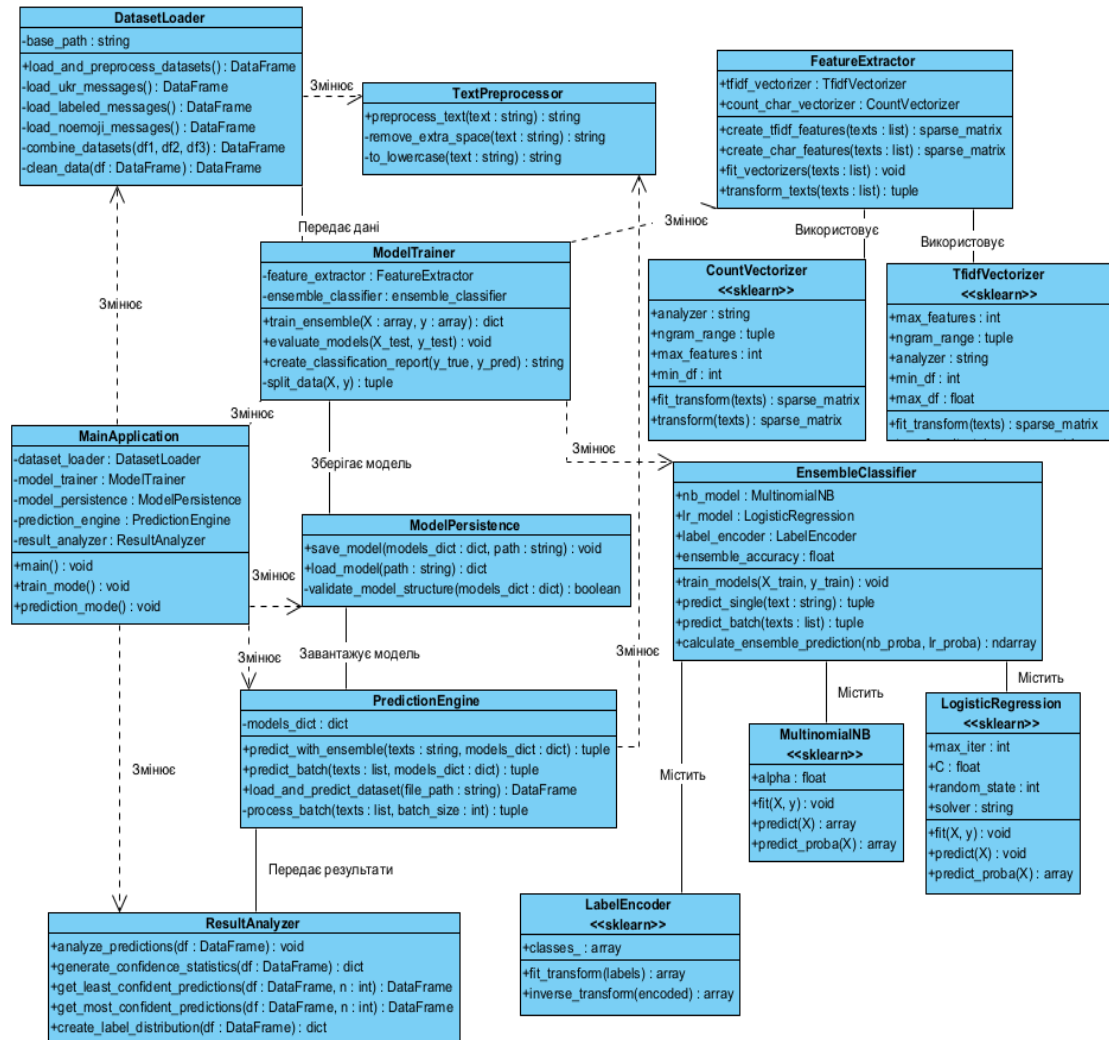 DatasetLoader
-base_path : string
+load_and_preprocess_datasets() : DataFrame
-load_ukr_messages() : DataFrame
-load_labeled_messages() : DataFrame
-load_noemoji_messages() : DataFrame
-combine_datasets(df1, df2, df3) : DataFrame
-clean_data(df : DataFrame) : DataFrame
Змінює
TextPreprocessor
+preprocess_text(text : string) : string
-remove_extra_space(text : string) : string
-to_lowercase(text : string) : string
FeatureExtractor
+tfidf_vectorizer : TfidfVectorizer
+count_char_vectorizer : CountVectorizer
+create_tfidf_features(texts : list) : sparse_matrix
+create_char_features(texts : list) : sparse_matrix
+fit_vectorizers(texts : list) : void
+transform_texts(texts : list) : tuple
Передає дані
Змінює
Використовує
Використовує
ModelTrainer
-feature_extractor : FeatureExtractor
-ensemble_classifier : ensemble_classifier
+train_ensemble(X : array, y : array) : dict
+evaluate_models(X_test, y_test) : void
+create_classification_report(y_true, y_pred) : string
-split_data(X, y) : tuple
CountVectorizer
<<sklearn>>
+analyzer : string
+ngram_range : tuple
+max_features : int
+min_df : int
+fit_transform(texts) : sparse_matrix
+transform(texts) : sparse_matrix
TfidfVectorizer
<<sklearn>>
+max_features : int
+ngram_range : tuple
+analyzer : string
+min_df : int
+max_df : float
+fit_transform(texts) : sparse_matrix
Змінює
Змінює
Змінює
MainApplication
-dataset_loader : DatasetLoader
-model_trainer : ModelTrainer
-model_persistence : ModelPersistence
-prediction_engine : PredictionEngine
-result_analyzer : ResultAnalyzer
+main() : void
+train_mode() : void
+prediction_mode() : void
Зберігає модель
EnsembleClassifier
+nb_model : MultinomialNB
+lr_model : LogisticRegression
+label_encoder : LabelEncoder
+ensemble_accuracy : float
+train_models(X_train, y_train) : void
+predict_single(text : string) : tuple
+predict_batch(texts : list) : tuple
+calculate_ensemble_prediction(nb_proba, lr_proba) : ndarray
ModelPersistence
+save_model(models_dict : dict, path : string) : void
+load_model(path : string) : dict
-validate_model_structure(models_dict : dict) : boolean
Змінює
Змінює
Завантажує модель
Змінює
Містить
Містить
PredictionEngine
-models_dict : dict
+predict_with_ensemble(texts : string, models_dict : dict) : tuple
+predict_batch(texts : list, models_dict : dict) : tuple
+load_and_predict_dataset(file_path : string) : DataFrame
-process_batch(texts : list, batch_size : int) : tuple
LogisticRegression
<<sklearn>>
+max_iter : int
+C : float
+random_state : int
+solver : string
+fit(X, y) : void
+predict(X) : void
+predict_proba(X) : array
MultinomialNB
<<sklearn>>
+alpha : float
+fit(X, y) : void
+predict(X) : array
+predict_proba(X) : array
Змінює
Містить
Передає результати
LabelEncoder
<<sklearn>>
+classes_ : array
+fit_transform(labels) : array
+inverse_transform(encoded) : array
ResultAnalyzer
+analyze_predictions(df : DataFrame) : void
+generate_confidence_statistics(df : DataFrame) : dict
+get_least_confident_predictions(df : DataFrame, n : int) : DataFrame
+get_most_confident_predictions(df : DataFrame, n : int) : DataFrame
+create_label_distribution(df : DataFrame) : dict